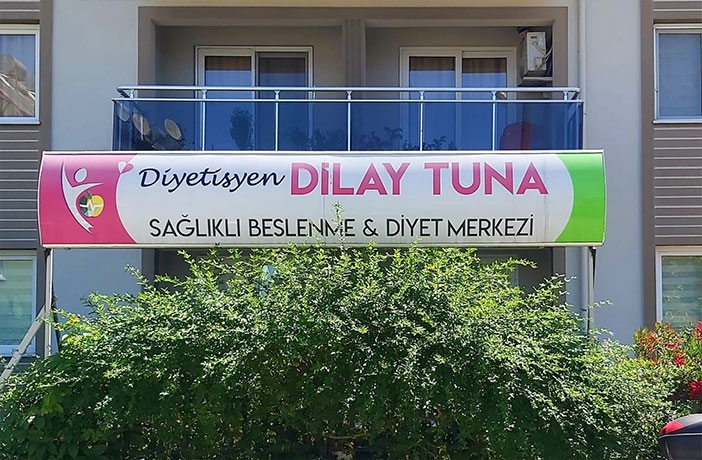 Diyetisyen DİLAY TUNA
SAĞLIKLI BESLENME & DİYET MERKEZİ